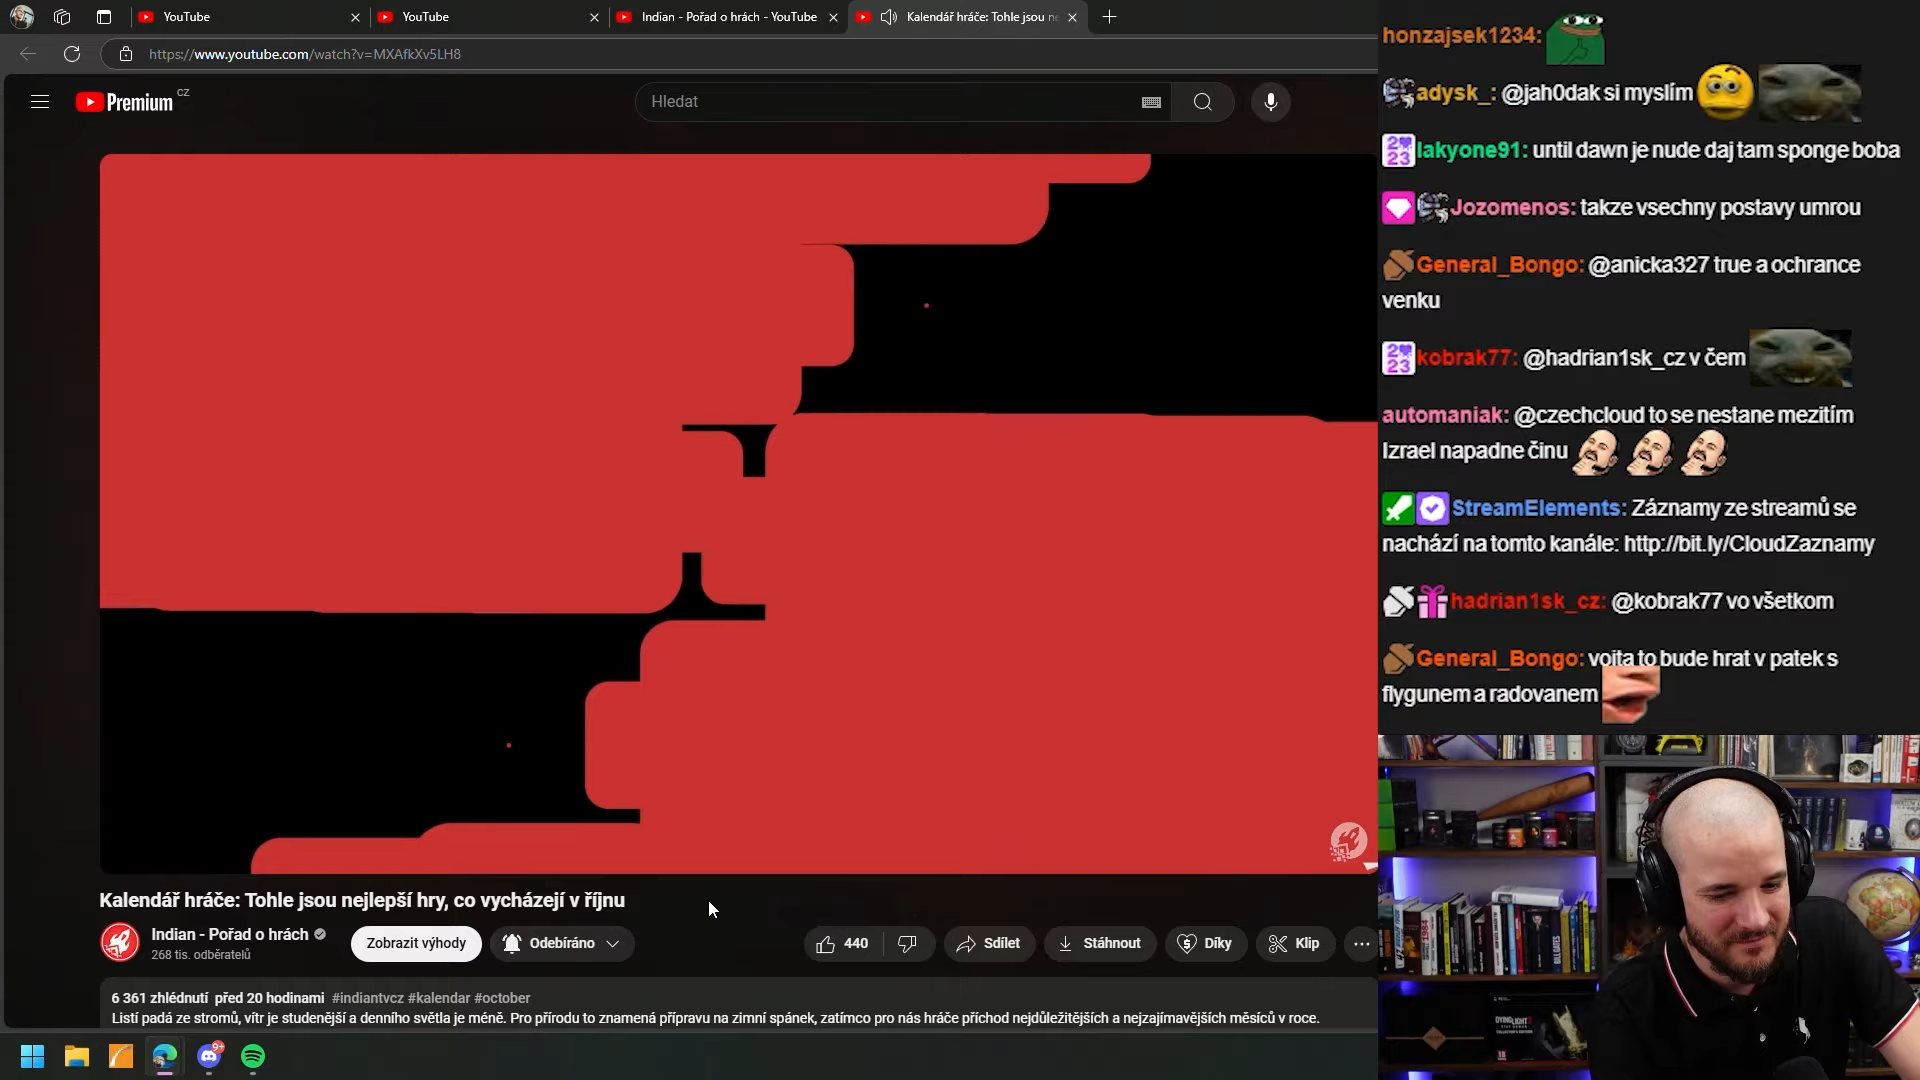 YouTube
YouTube
Indian - Pořad o hrách - YouTube
Kalendář hráče: Tohle jsou ne
https://www.youtube.com/watch?v=MXAfkXv5LH8
Premium CZ
Hledat
Kalendář hráče: Tohle jsou nejlepší hry, co vycházejí v říjnu
Indian - Pořad o hrách
268 tis. odběratelů
Zobrazit výhody
Odebíráno
440
Sdílet
Stáhnout
Díky
Klip
6 361 zhlédnutí před 20 hodinami #indiantvcz #kalendar #october
Listí padá ze stromů, vítr je studenější a denního světla je méně. Pro přírodu to znamená přípravu na zimní spánek, zatímco pro nás hráče příchod nejdůležitějších a nejzajímavějších měsíců v roce.
9+
honzajsek1234:
adysk_: @jah0dak si myslím
lakyone91: until dawn je nude daj tam sponge boba
Jozomenos: takze vsechny postavy umrou
General_Bongo: @anicka327 true a ochrance
venku
kobrak77: @hadrian1sk_cz v čem
automaniak: @czechcloud to se nestane mezitím
Izrael napadne činu
StreamElements: Záznamy ze streamů se
nachází na tomto kanále: http://bit.ly/CloudZaznamy
hadrian1sk_cz: @kobrak77 vo všetkom
General_Bongo: vojta to bude hrat v patek s
flygunem a radovanem
DYING LIGHT 2